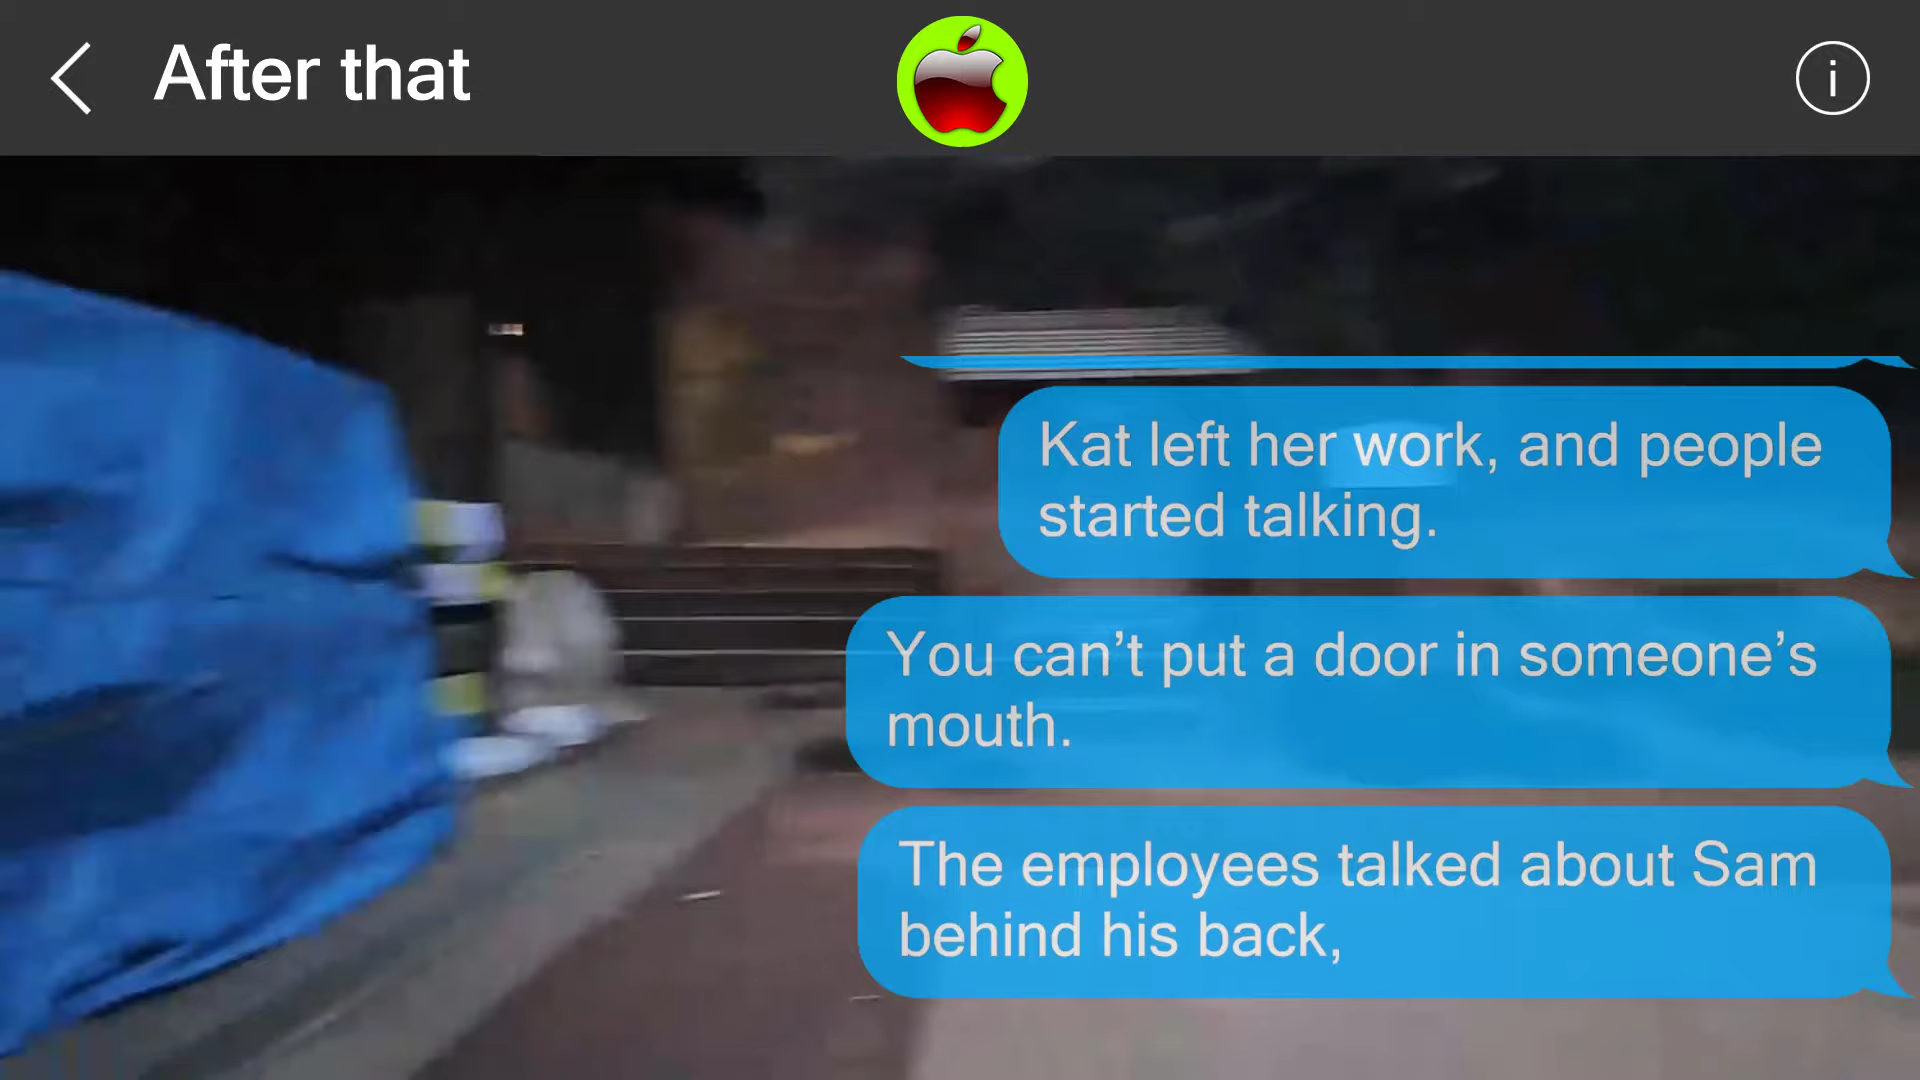 After that
Kat left her work, and people
started talking.
You can’t put a door in someone’s
mouth.
The employees talked about Sam
behind his back,